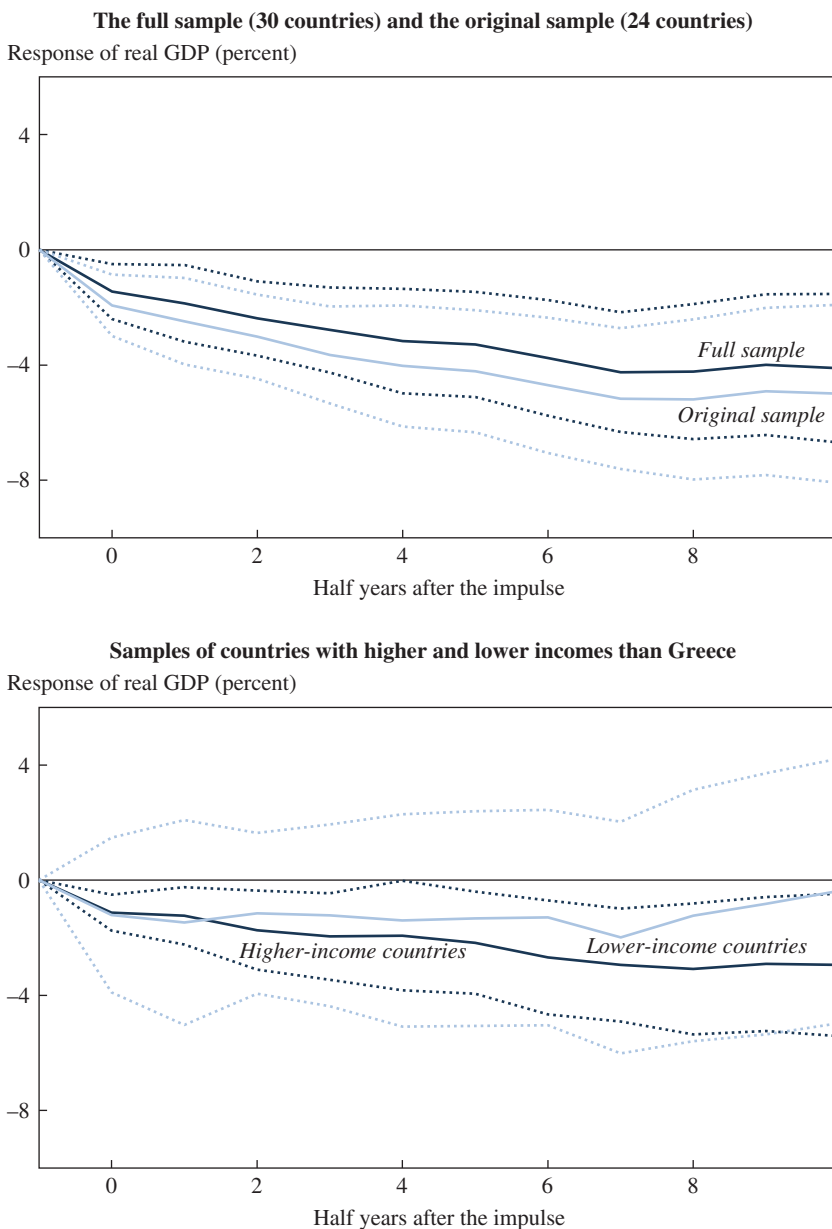 The full sample (30 countries) and the original sample (24 countries)
Response of real GDP (percent)
4
0
Full sample
–4
Original sample
–8
0 2 4 6 8
Half years after the impulse
Samples of countries with higher and lower incomes than Greece
Response of real GDP (percent)
4
0
Higher-income countries Lower-income countries
–4
–8
0 2 4 6 8
Half years after the impulse